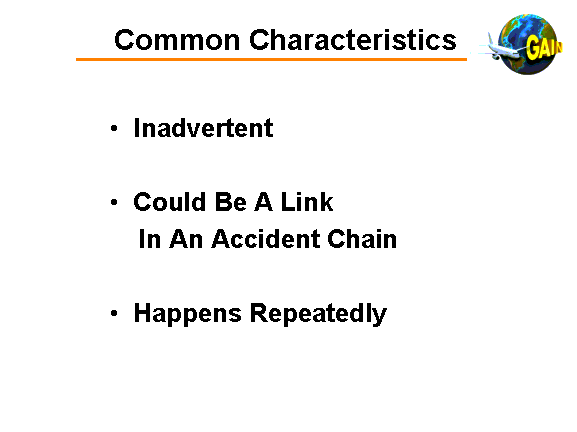 Common Characteristics
GAIN
• Inadvertent
• Could Be A Link
In An Accident Chain
• Happens Repeatedly